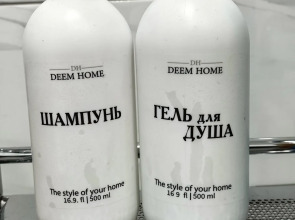 DH
DEEM HOME
ШАМПУНЬ
The style of your home
16.9. fl | 500 ml
DH
DEEM HOME
ГЕЛЬ для
ДУША
The style of your home
16 9 fl | 500 ml